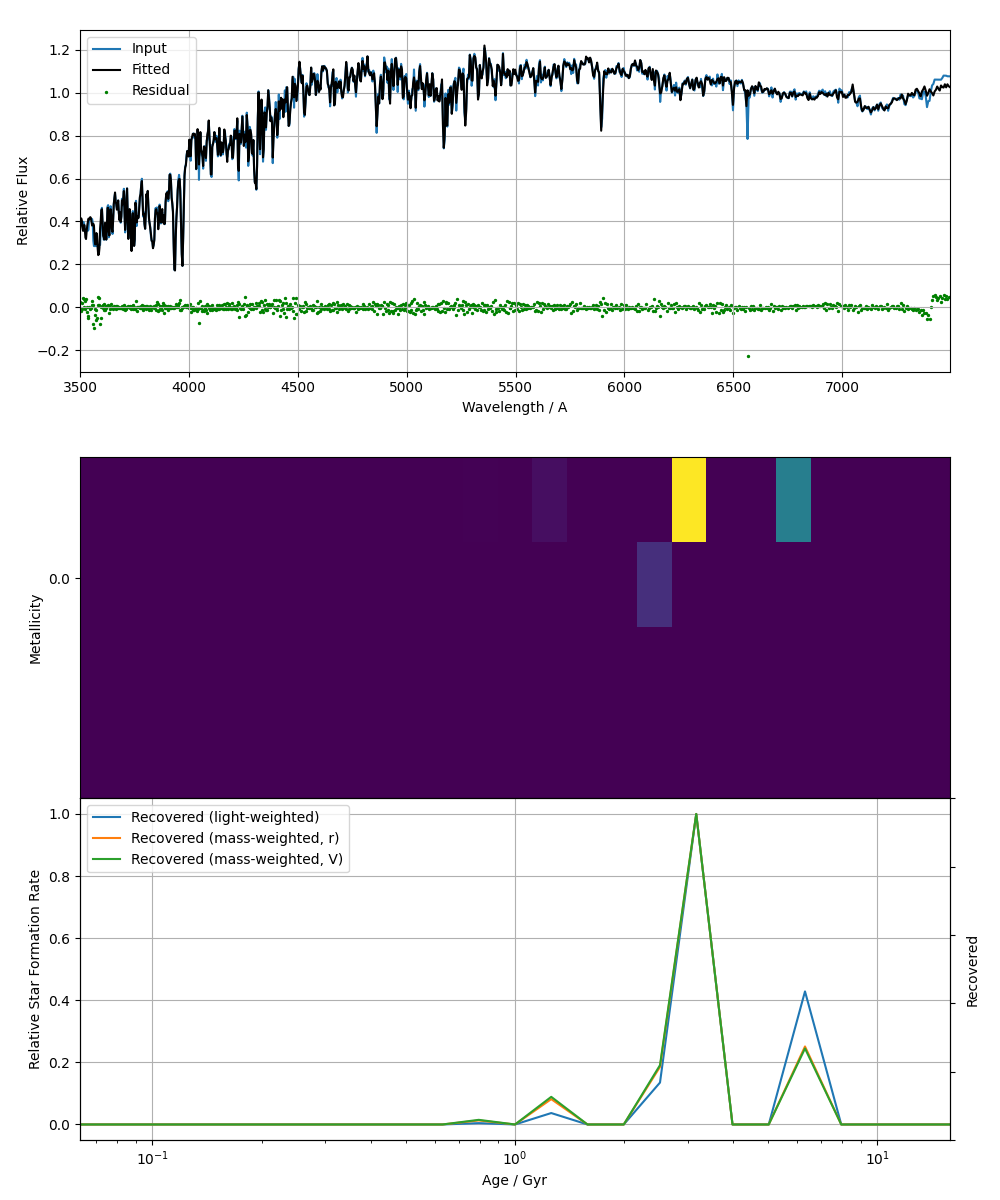 1.2
1.0
0.8
0.6
0.4
0.2
0.0
−0.2
Relative Flux
Input
Fitted
Residual
3500 4000 4500 5000 5500 6000 6500 7000
Wavelength / A
0.0
Metallicity
1.0
0.8
0.6
0.4
0.2
0.0
Relative Star Formation Rate
Recovered (light-weighted)
Recovered (mass-weighted, r)
Recovered (mass-weighted, V)
Recovered
10⁻¹ 10⁰ 10¹
Age / Gyr